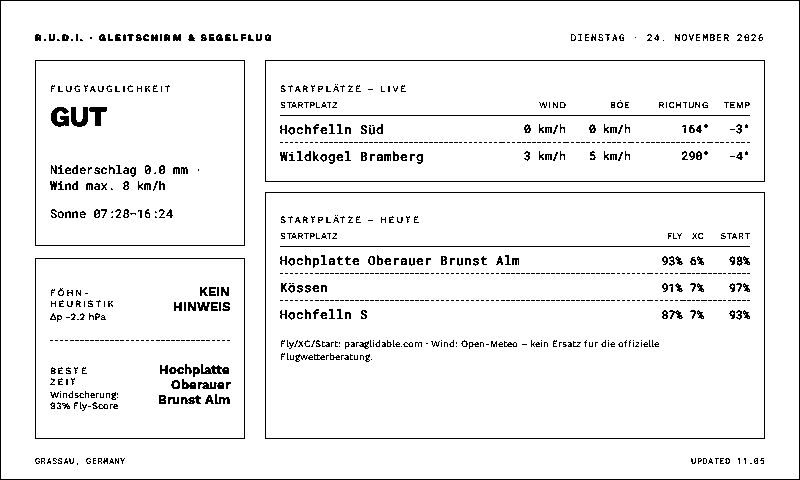 R.U.D.I. · GLEITSCHIRM & SEGELFLUG
DIENSTAG · 24. NOVEMBER 2026
FLUGTAUGLICHKEIT
GUT
Niederschlag 0.0 mm ·
Wind max. 8 km/h
Sonne 07:28–16:24
FÖHN-
HEURISTIK
Δp -2.2 hPa
KEIN
HINWEIS
BESTE
ZEIT
Windscherung:
93% Fly-Score
Hochplatte
Oberauer
Brunst Alm
STARTPLÄTZE – LIVE
STARTPLATZ WIND BÖE RICHTUNG TEMP
Hochfelln Süd 0 km/h 0 km/h 164° -3°
Wildkogel Bramberg 3 km/h 5 km/h 290° -4°
STARTPLÄTZE – HEUTE
STARTPLATZ FLY XC START
Hochplatte Oberauer Brunst Alm 93% 6% 98%
Kössen 91% 7% 97%
Hochfelln S 87% 7% 93%
Fly/XC/Start: paraglidable.com · Wind: Open-Meteo – kein Ersatz für die offizielle
Flugwetterberatung.
GRASSAU, GERMANY
UPDATED 11:05